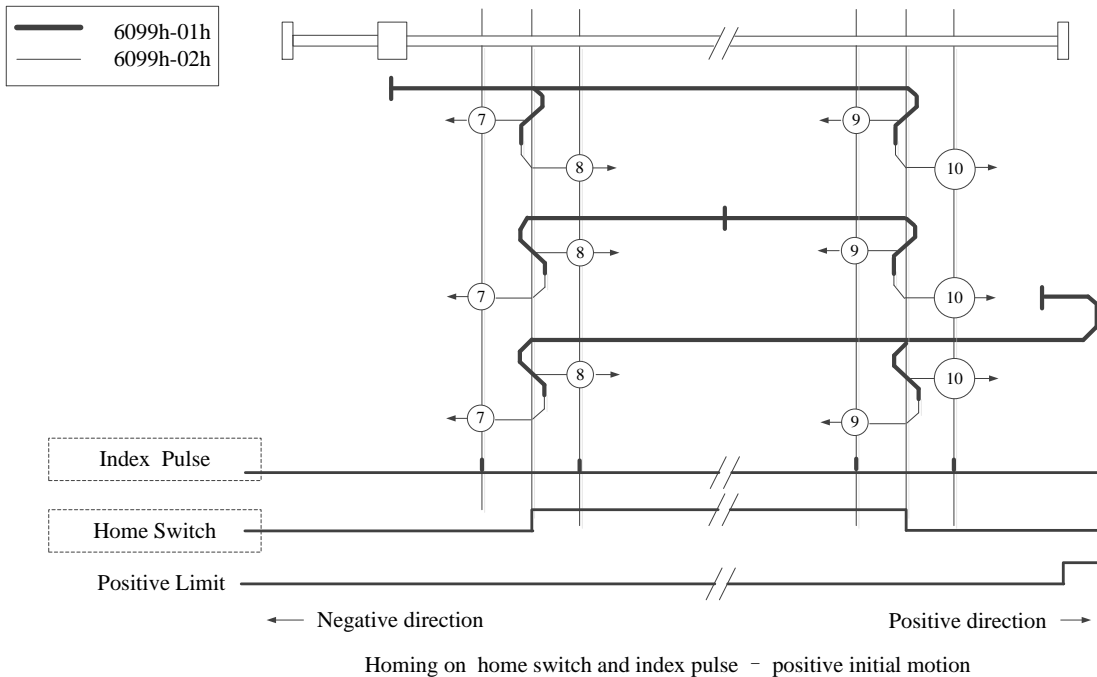 6099h-01h
6099h-02h
7
9
8
10
8
9
7
10
8
10
7
9
Index Pulse
Home Switch
Positive Limit
Negative direction
Positive direction
Homing on home switch and index pulse - positive initial motion